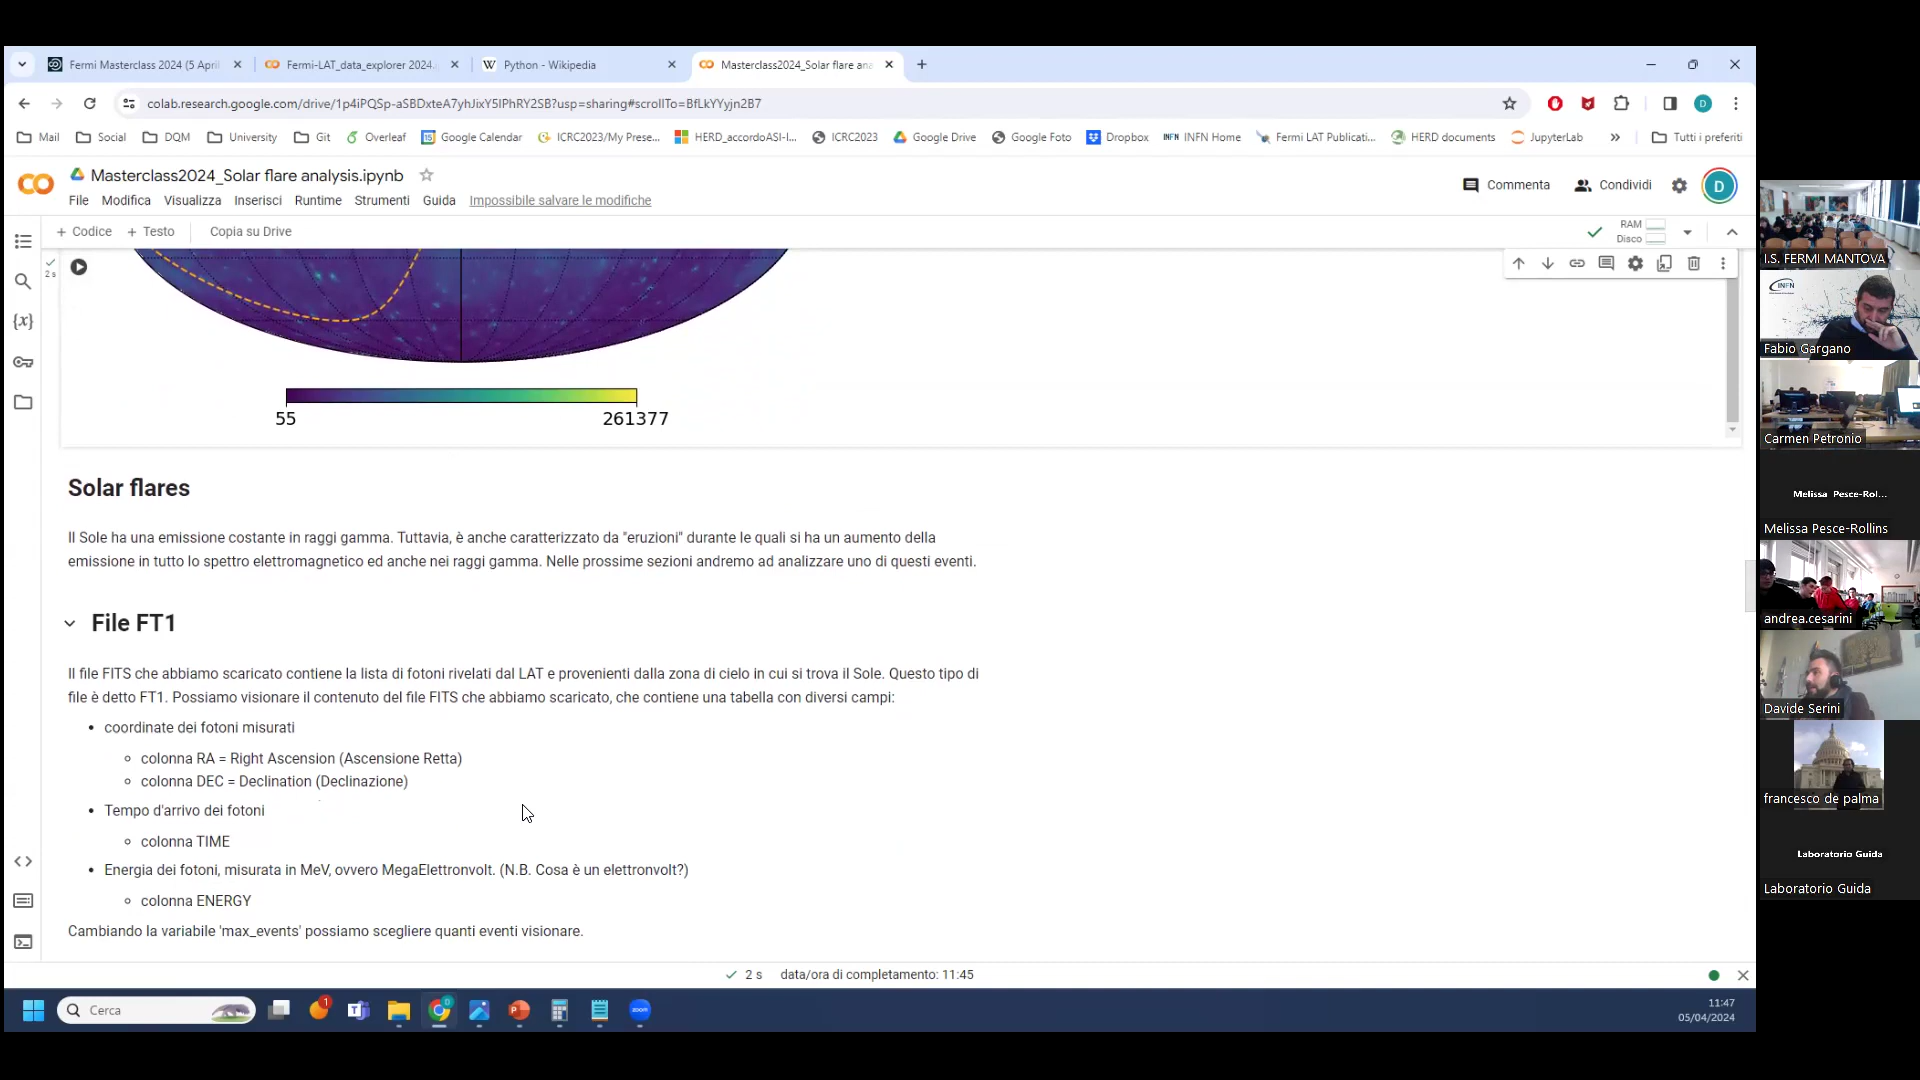 Fermi Masterclass 2024 (5 April
Fermi-LAT_data_explorer 2024.
Python - Wikipedia
Masterclass2024_Solar flare ana
colab.research.google.com/drive/1p4iPQSp-aSBDxteA7yhJixY5IPhRY2SB?usp=sharing#scrollTo=BfLkYYyjn2B7
Mail
Social
DQM
University
Git
Overleaf
Google Calendar
ICRC2023/My Prese...
HERD_accordoASI-I...
ICRC2023
Google Drive
Google Foto
Dropbox
INFN INFN Home
Fermi LAT Publicati...
HERD documents
JupyterLab
Tutti i preferiti
Masterclass2024_Solar flare analysis.ipynb
Commenta
Condividi
D
File Modifica Visualizza Inserisci Runtime Strumenti Guida Impossibile salvare le modifiche
+ Codice + Testo Copia su Drive
RAM
Disco
2 s
55 261377
Solar flares
Il Sole ha una emissione costante in raggi gamma. Tuttavia, è anche caratterizzato da "eruzioni" durante le quali si ha un aumento della
emissione in tutto lo spettro elettromagnetico ed anche nei raggi gamma. Nelle prossime sezioni andremo ad analizzare uno di questi eventi.
File FT1
Il file FITS che abbiamo scaricato contiene la lista di fotoni rivelati dal LAT e provenienti dalla zona di cielo in cui si trova il Sole. Questo tipo di
file è detto FT1. Possiamo visionare il contenuto del file FITS che abbiamo scaricato, che contiene una tabella con diversi campi:
• coordinate dei fotoni misurati
◦ colonna RA = Right Ascension (Ascensione Retta)
◦ colonna DEC = Declination (Declinazione)
• Tempo d'arrivo dei fotoni
◦ colonna TIME
• Energia dei fotoni, misurata in MeV, ovvero MegaElettronvolt. (N.B. Cosa è un elettronvolt?)
◦ colonna ENERGY
Cambiando la variabile 'max_events' possiamo scegliere quanti eventi visionare.
2 s data/ora di completamento: 11:45
Cerca
1
zoom
11:47
05/04/2024
I.S. FERMI MANTOVA
INFN
Fabio Gargano
Carmen Petronio
Melissa Pesce-Rol...
Melissa Pesce-Rollins
andrea.cesarini
Davide Serini
francesco de palma
Laboratorio Guida
Laboratorio Guida